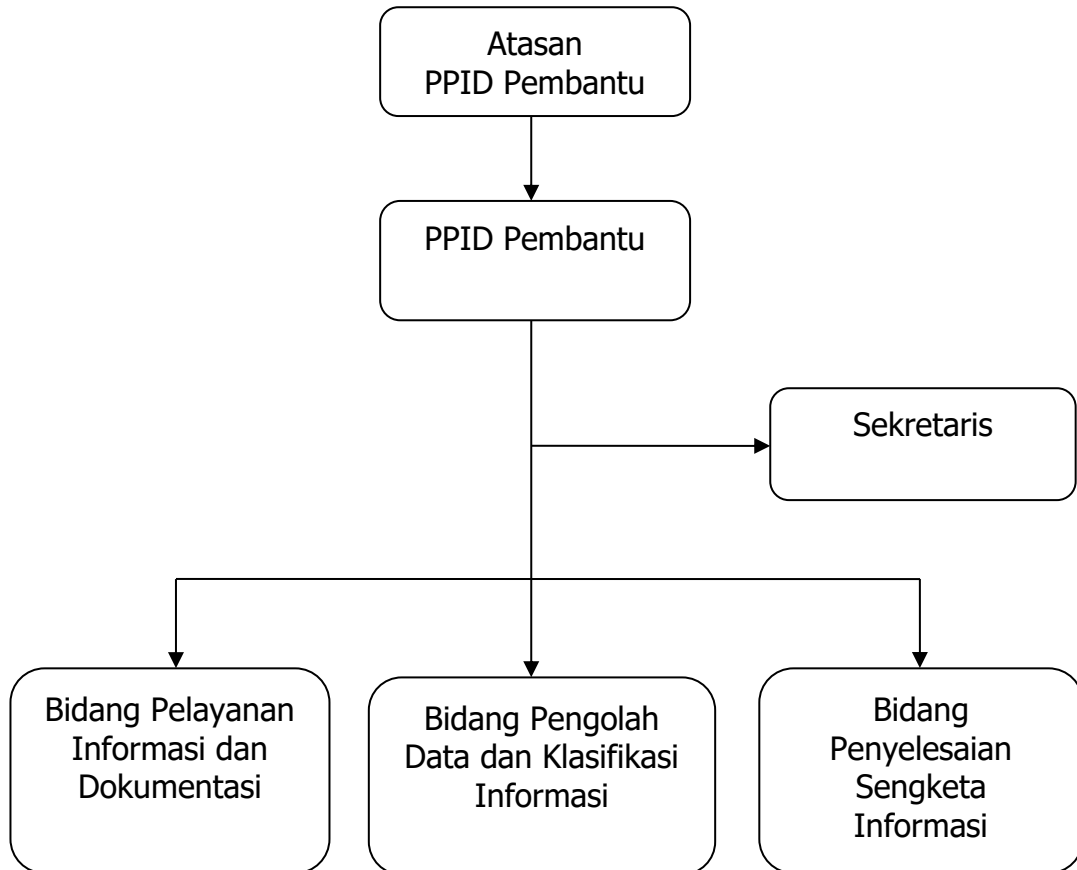 Atasan
PPID Pembantu
PPID Pembantu
Sekretaris
Bidang Pelayanan
Informasi dan
Dokumentasi
Bidang Pengolah
Data dan Klasifikasi
Informasi
Bidang
Penyelesaian
Sengketa
Informasi